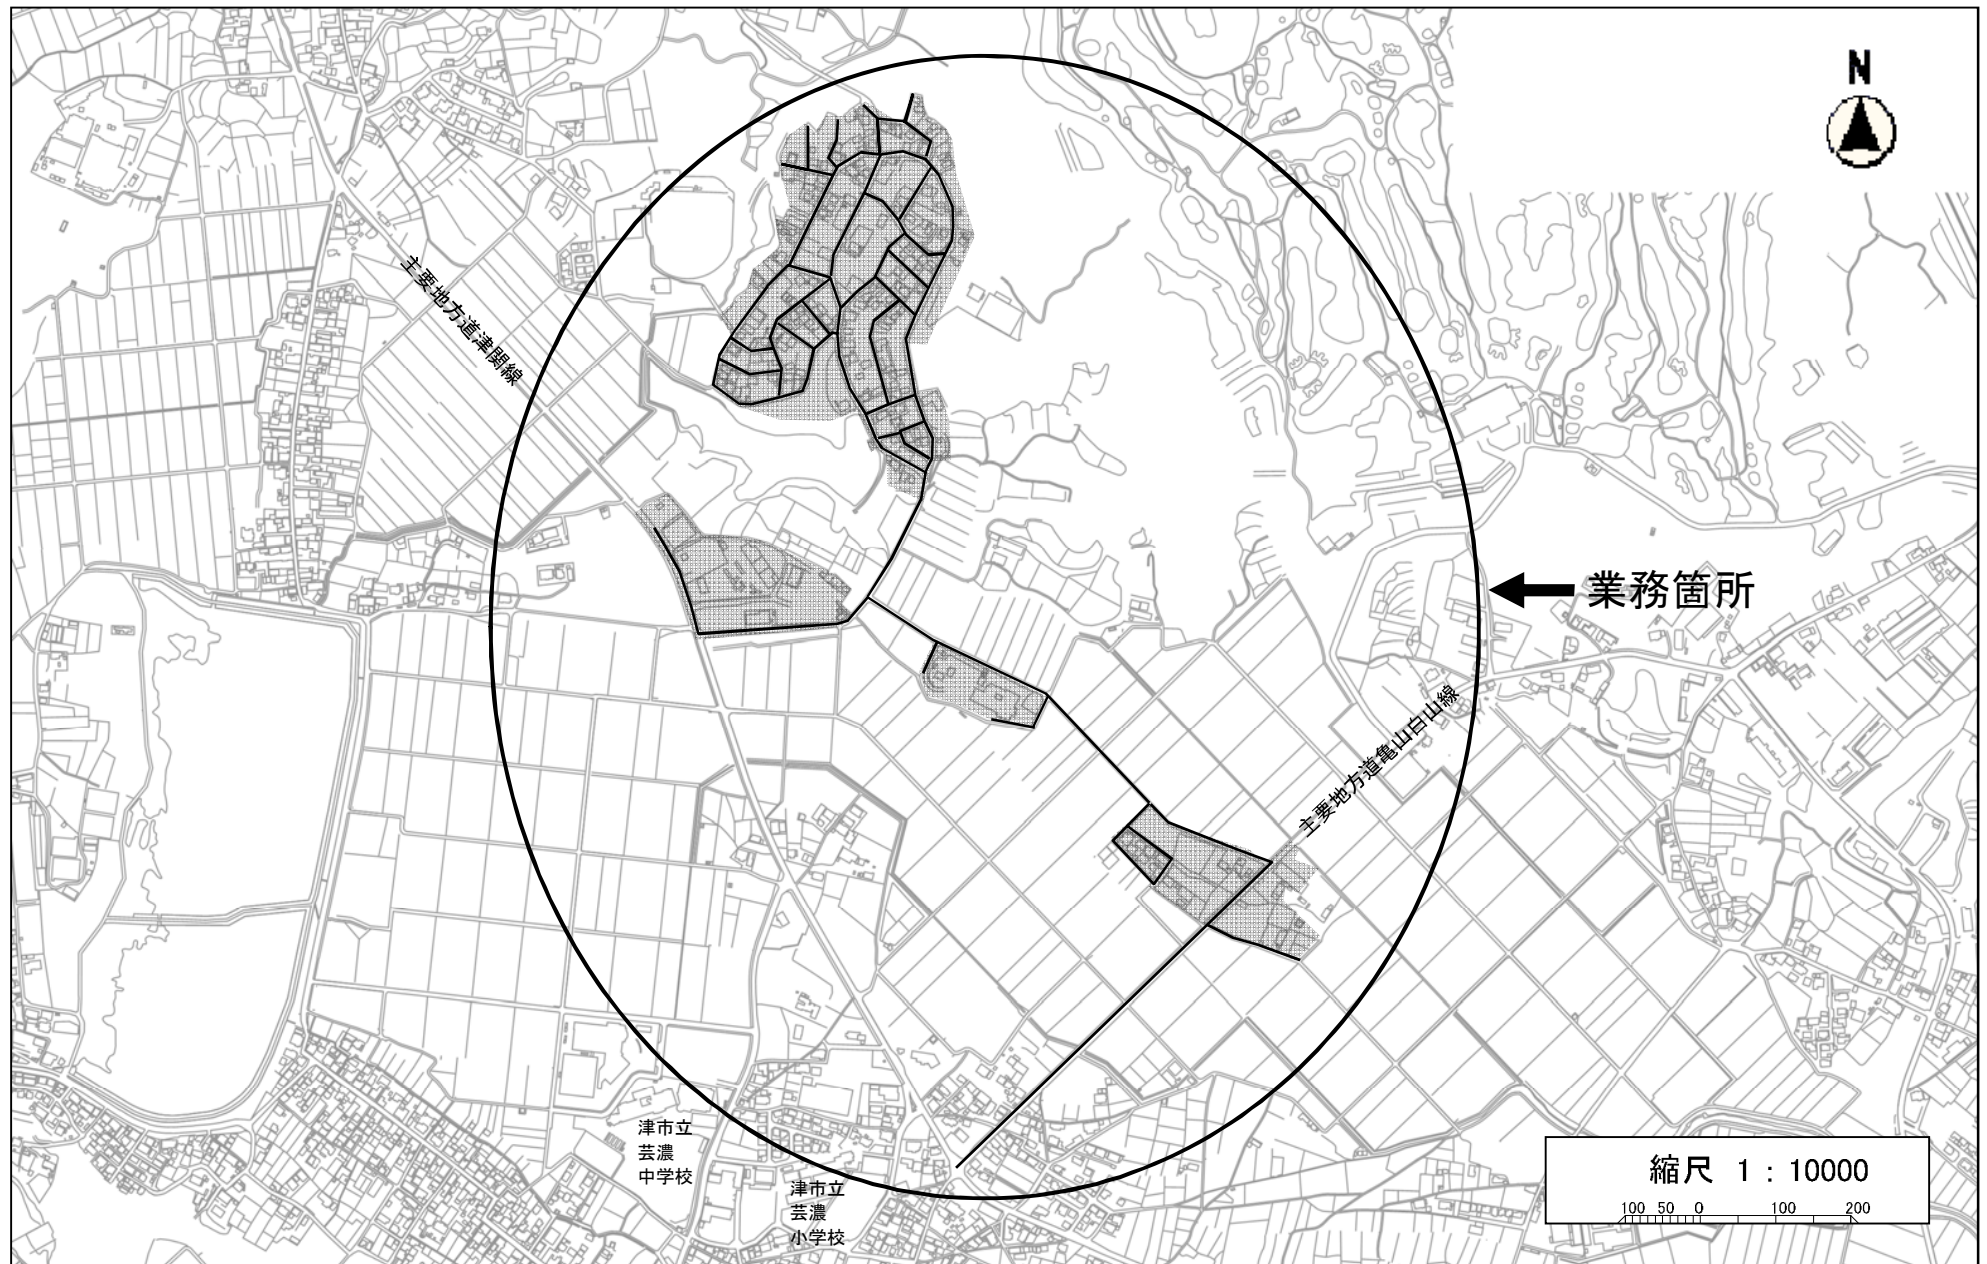 N
主要地方道津関線
業務箇所
主要地方道亀山白山線
津市立
芸濃
中学校
津市立
芸濃
小学校
縮尺 1：10000
100 50 0 100 200